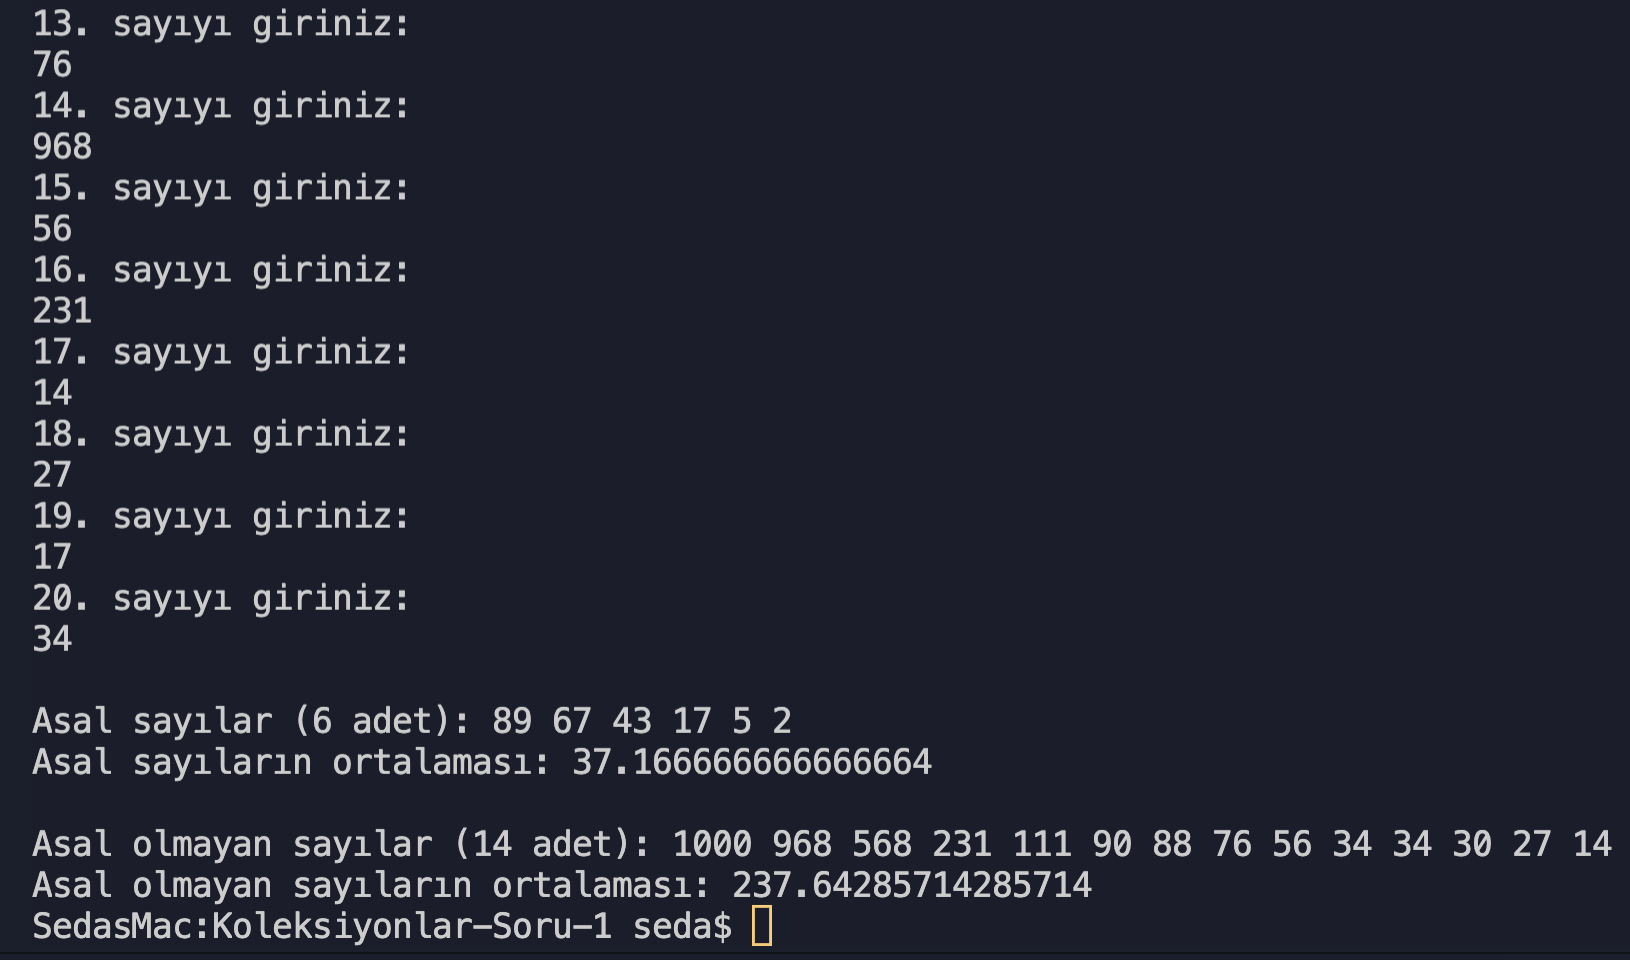 13. sayıyı giriniz:
76
14. sayıyı giriniz:
968
15. sayıyı giriniz:
56
16. sayıyı giriniz:
231
17. sayıyı giriniz:
14
18. sayıyı giriniz:
27
19. sayıyı giriniz:
17
20. sayıyı giriniz:
34
Asal sayılar (6 adet): 89 67 43 17 5 2
Asal sayıların ortalaması: 37.166666666666664
Asal olmayan sayılar (14 adet): 1000 968 568 231 111 90 88 76 56 34 34 30 27 14
Asal olmayan sayıların ortalaması: 237.64285714285714
SedasMac:Koleksiyonlar-Soru-1 seda$